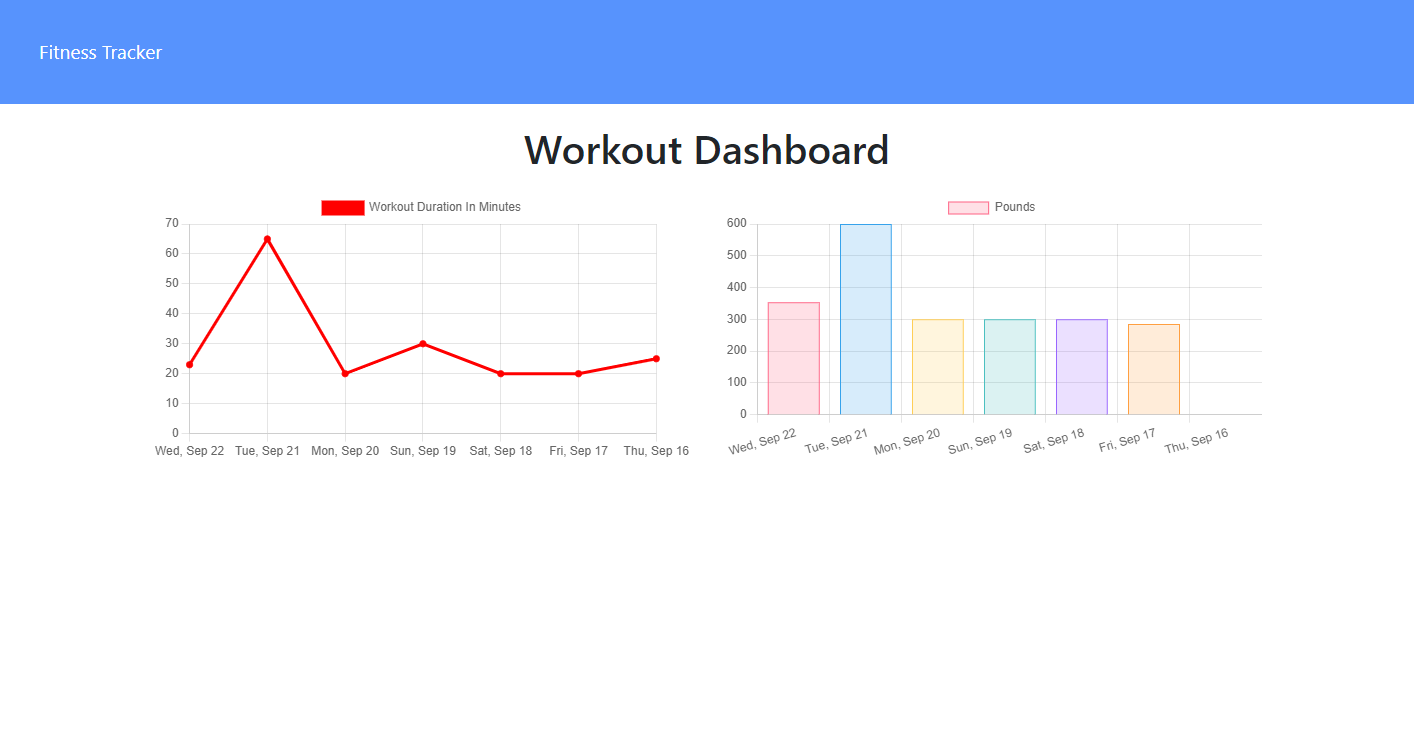 Fitness Tracker
Workout Dashboard
Workout Duration In Minutes
70
60
50
40
30
20
10
0
Wed, Sep 22 Tue, Sep 21 Mon, Sep 20 Sun, Sep 19 Sat, Sep 18 Fri, Sep 17 Thu, Sep 16
Pounds
600
500
400
300
200
100
0
Wed, Sep 22 Tue, Sep 21 Mon, Sep 20 Sun, Sep 19 Sat, Sep 18 Fri, Sep 17 Thu, Sep 16